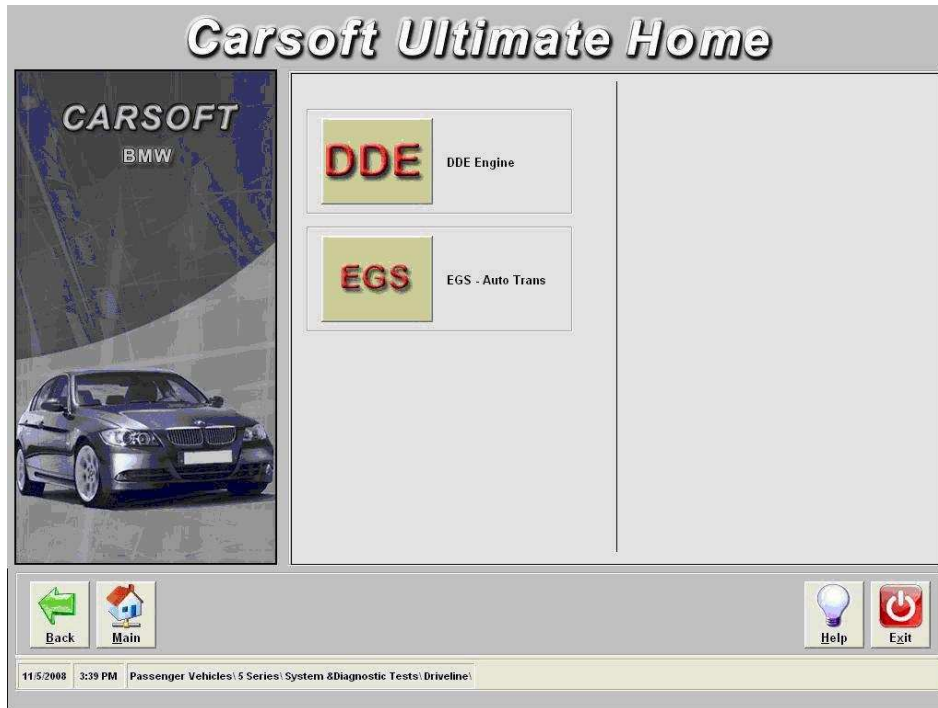 Carsoft Ultimate Home
CARSOFT
BMW
DDE
DDE Engine
EGS
EGS - Auto Trans
Back
Main
Help
Exit
11/5/2008
3:39 PM
Passenger Vehicles\5 Series\System &Diagnostic Tests\Driveline\